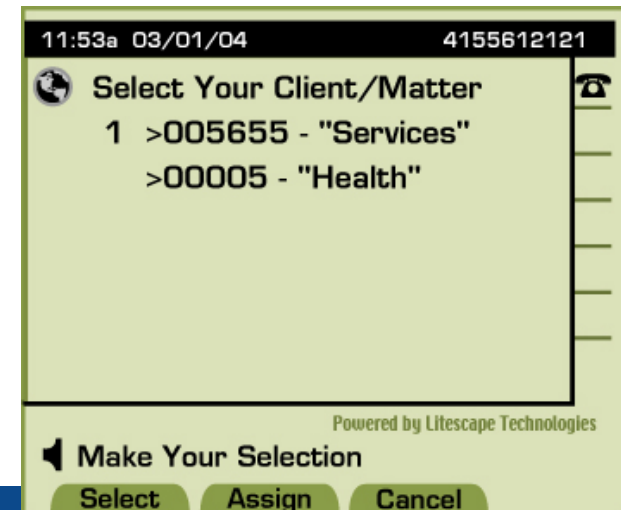 11:53a 03/01/04 4155612121
Select Your Client/Matter
1 >005655 - "Services"
>00005 - "Health"
Powered by Litescape Technologies
Make Your Selection
Select Assign Cancel